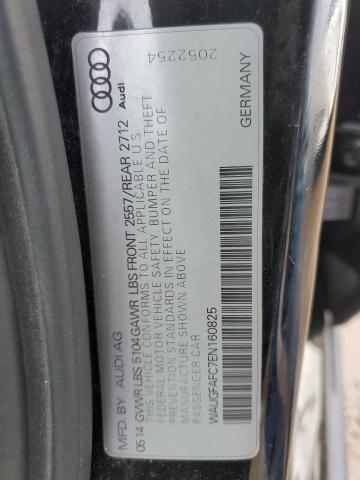 MFD BY AUDI AG
05 14 GVWR LBS 5104 GAWR LBS FRONT 2557/REAR 2712
THIS VEHICLE CONFORMS TO ALL APPLICABLE U.S.
FEDERAL MOTOR VEHICLE SAFETY, BUMPER AND THEFT
PREVENTION STANDARDS IN EFFECT ON THE DATE OF
MANUFACTURE SHOWN ABOVE
PASSENGER CAR
WAUGFAFC7EN160825
Audi
2052254
GERMANY